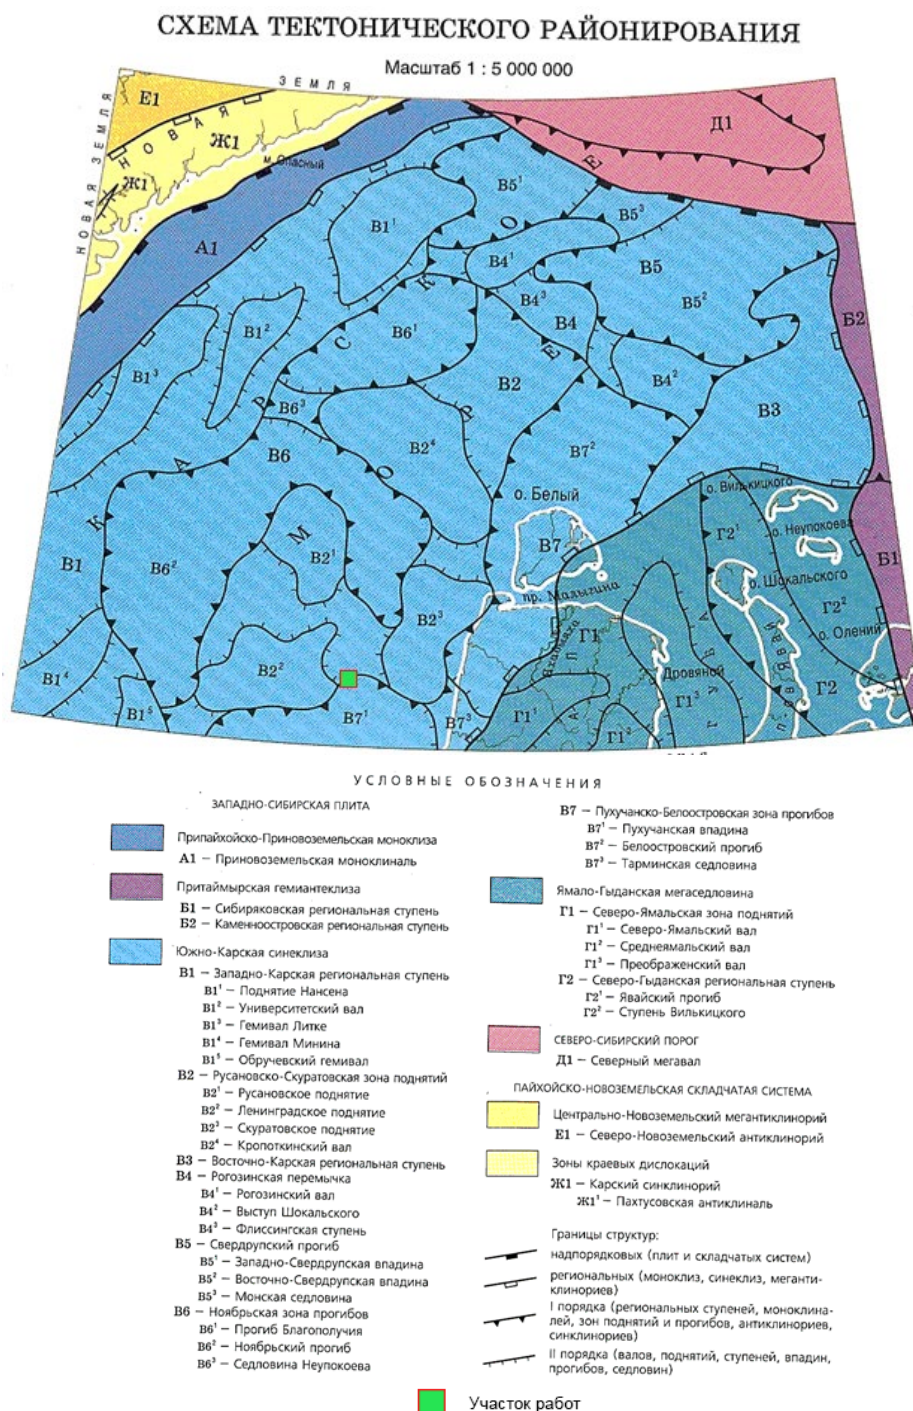 СХЕМА ТЕКТОНИЧЕСКОГО РАЙОНИРОВАНИЯ
Масштаб 1 : 5 000 000
НОВАЯ ЗЕМЛЯ
НОВАЯ ЗЕМЛЯ
Е1
Ж1
Ж1¹
м. Опасный
А1
Д1
КАРСКОЕ
МОРЕ
В5¹
В5³
В1¹
В4¹
В5
В5²
В4³
В4
Б2
В1²
В6¹
В1³
В2
В4²
В6³
В3
В2⁴
В7²
В6
о. Белый
о. Вилькицкого
о. Неупокоева
Г2¹
В7
Б1
В1
В6²
В2¹
пр. Малыгина
о. Шокальского
В2³
Г2²
о. Олений
Г1
В2²
Дровяной
Г2
В1⁴
Г1³
В1⁵
В7¹
В7³
Г1¹
Г1²
УСЛОВНЫЕ ОБОЗНАЧЕНИЯ
ЗАПАДНО-СИБИРСКАЯ ПЛИТА
Припайхойско-Приновоземельская моноклиза
А1 – Приновоземельская моноклиналь
Притаймырская гемиантеклиза
Б1 – Сибиряковская региональная ступень
Б2 – Каменноостровская региональная ступень
Южно-Карская синеклиза
В1 – Западно-Карская региональная ступень
В1¹ – Поднятие Нансена
В1² – Университетский вал
В1³ – Гемивал Литке
В1⁴ – Гемивал Минина
В1⁵ – Обручевский гемивал
В2 – Русановско-Скуратовская зона поднятий
В2¹ – Русановское поднятие
В2² – Ленинградское поднятие
В2³ – Скуратовское поднятие
В2⁴ – Кропоткинский вал
В3 – Восточно-Карская региональная ступень
В4 – Рогозинская перемычка
В4¹ – Рогозинский вал
В4² – Выступ Шокальского
В4³ – Флиссингская ступень
В5 – Свердрупский прогиб
В5¹ – Западно-Свердрупская впадина
В5² – Восточно-Свердрупская впадина
В5³ – Монская седловина
В6 – Ноябрьская зона прогибов
В6¹ – Прогиб Благополучия
В6² – Ноябрьский прогиб
В6³ – Седловина Неупокоева
В7 – Пухучанско-Белоостровская зона прогибов
В7¹ – Пухучанская впадина
В7² – Белоостровский прогиб
В7³ – Тарминская седловина
Ямало-Гыданская мегаседловина
Г1 – Северо-Ямальская зона поднятий
Г1¹ – Северо-Ямальский вал
Г1² – Среднеямальский вал
Г1³ – Преображенский вал
Г2 – Северо-Гыданская региональная ступень
Г2¹ – Явайский прогиб
Г2² – Ступень Вилькицкого
СЕВЕРО-СИБИРСКИЙ ПОРОГ
Д1 – Северный мегавал
ПАЙХОЙСКО-НОВОЗЕМЕЛЬСКАЯ СКЛАДЧАТАЯ СИСТЕМА
Центрально-Новоземельский мегантиклинорий
Е1 – Северо-Новоземельский антиклинорий
Зоны краевых дислокаций
Ж1 – Карский синклинорий
Ж1¹ – Пахтусовская антиклиналь
Границы структур:
надпорядковых (плит и складчатых систем)
региональных (моноклиз, синеклиз, меганти-
клинориев)
I порядка (региональных ступеней, моноклина-
лей, зон поднятий и прогибов, антиклинориев,
синклинориев)
II порядка (валов, поднятий, ступеней, впадин,
прогибов, седловин)
Участок работ